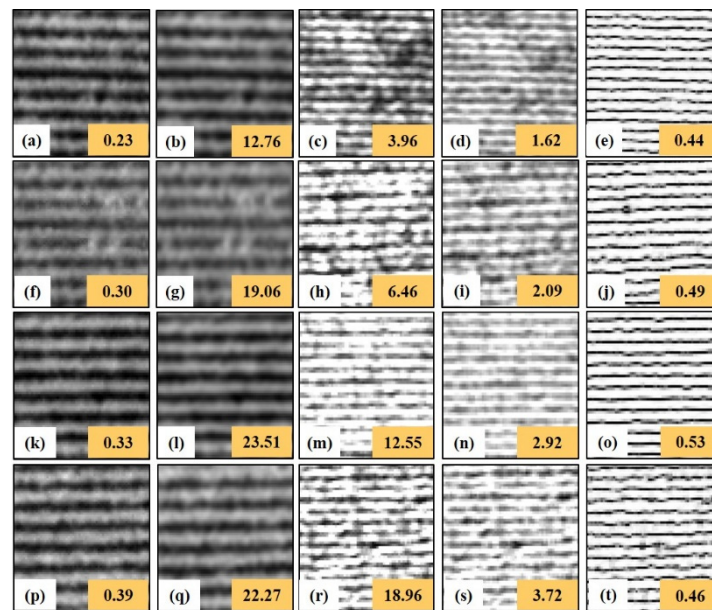 (a) 0.23 (b) 12.76 (c) 3.96 (d) 1.62 (e) 0.44
(f) 0.30 (g) 19.06 (h) 6.46 (i) 2.09 (j) 0.49
(k) 0.33 (l) 23.51 (m) 12.55 (n) 2.92 (o) 0.53
(p) 0.39 (q) 22.27 (r) 18.96 (s) 3.72 (t) 0.46